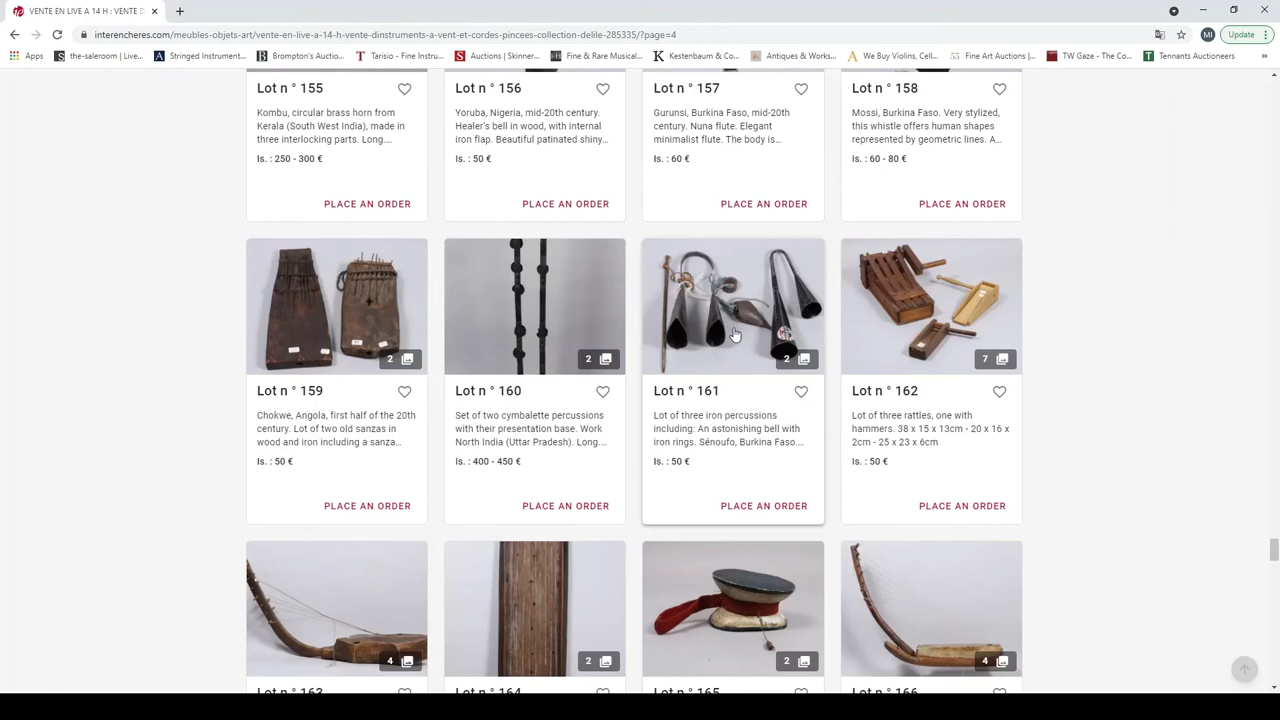 VENTE EN LIVE A 14 H : VENTE D
interencheres.com/meubles-objets-art/vente-en-live-a-14-h-vente-dinstruments-a-vent-et-cordes-pincees-collection-delile-285335/?page=4
MI
Update
Apps
the-saleroom | Live...
Stringed Instrument...
Brompton's Auctio...
Tarisio - Fine Instru...
Auctions | Skinner...
Fine & Rare Musical...
Kestenbaum & Co...
Antiques & Works...
We Buy Violins, Cell...
Fine Art Auctions |...
TW Gaze - The Co...
Tennants Auctioneers
Lot n ° 155
Kombu, circular brass horn from
Kerala (South West India), made in
three interlocking parts. Long....
Is. : 250 - 300 €
PLACE AN ORDER
Lot n ° 156
Yoruba, Nigeria, mid-20th century.
Healer's bell in wood, with internal
iron flap. Beautiful patinated shiny...
Is. : 50 €
PLACE AN ORDER
Lot n ° 157
Gurunsi, Burkina Faso, mid-20th
century. Nuna flute. Elegant
minimalist flute. The body is...
Is. : 60 €
PLACE AN ORDER
Lot n ° 158
Mossi, Burkina Faso. Very stylized,
this whistle offers human shapes
represented by geometric lines. A...
Is. : 60 - 80 €
PLACE AN ORDER
2
Lot n ° 159
Chokwe, Angola, first half of the 20th
century. Lot of two old sanzas in
wood and iron including a sanza...
Is. : 50 €
PLACE AN ORDER
2
Lot n ° 160
Set of two cymbalette percussions
with their presentation base. Work
North India (Uttar Pradesh). Long....
Is. : 400 - 450 €
PLACE AN ORDER
2
Lot n ° 161
Lot of three iron percussions
including: An astonishing bell with
iron rings. Sénoufo, Burkina Faso....
Is. : 50 €
PLACE AN ORDER
7
Lot n ° 162
Lot of three rattles, one with
hammers. 38 x 15 x 13cm - 20 x 16 x
2cm - 25 x 23 x 6cm
Is. : 50 €
PLACE AN ORDER
4
Lot n ° 163
2
Lot n ° 164
2
Lot n ° 165
4
Lot n ° 166